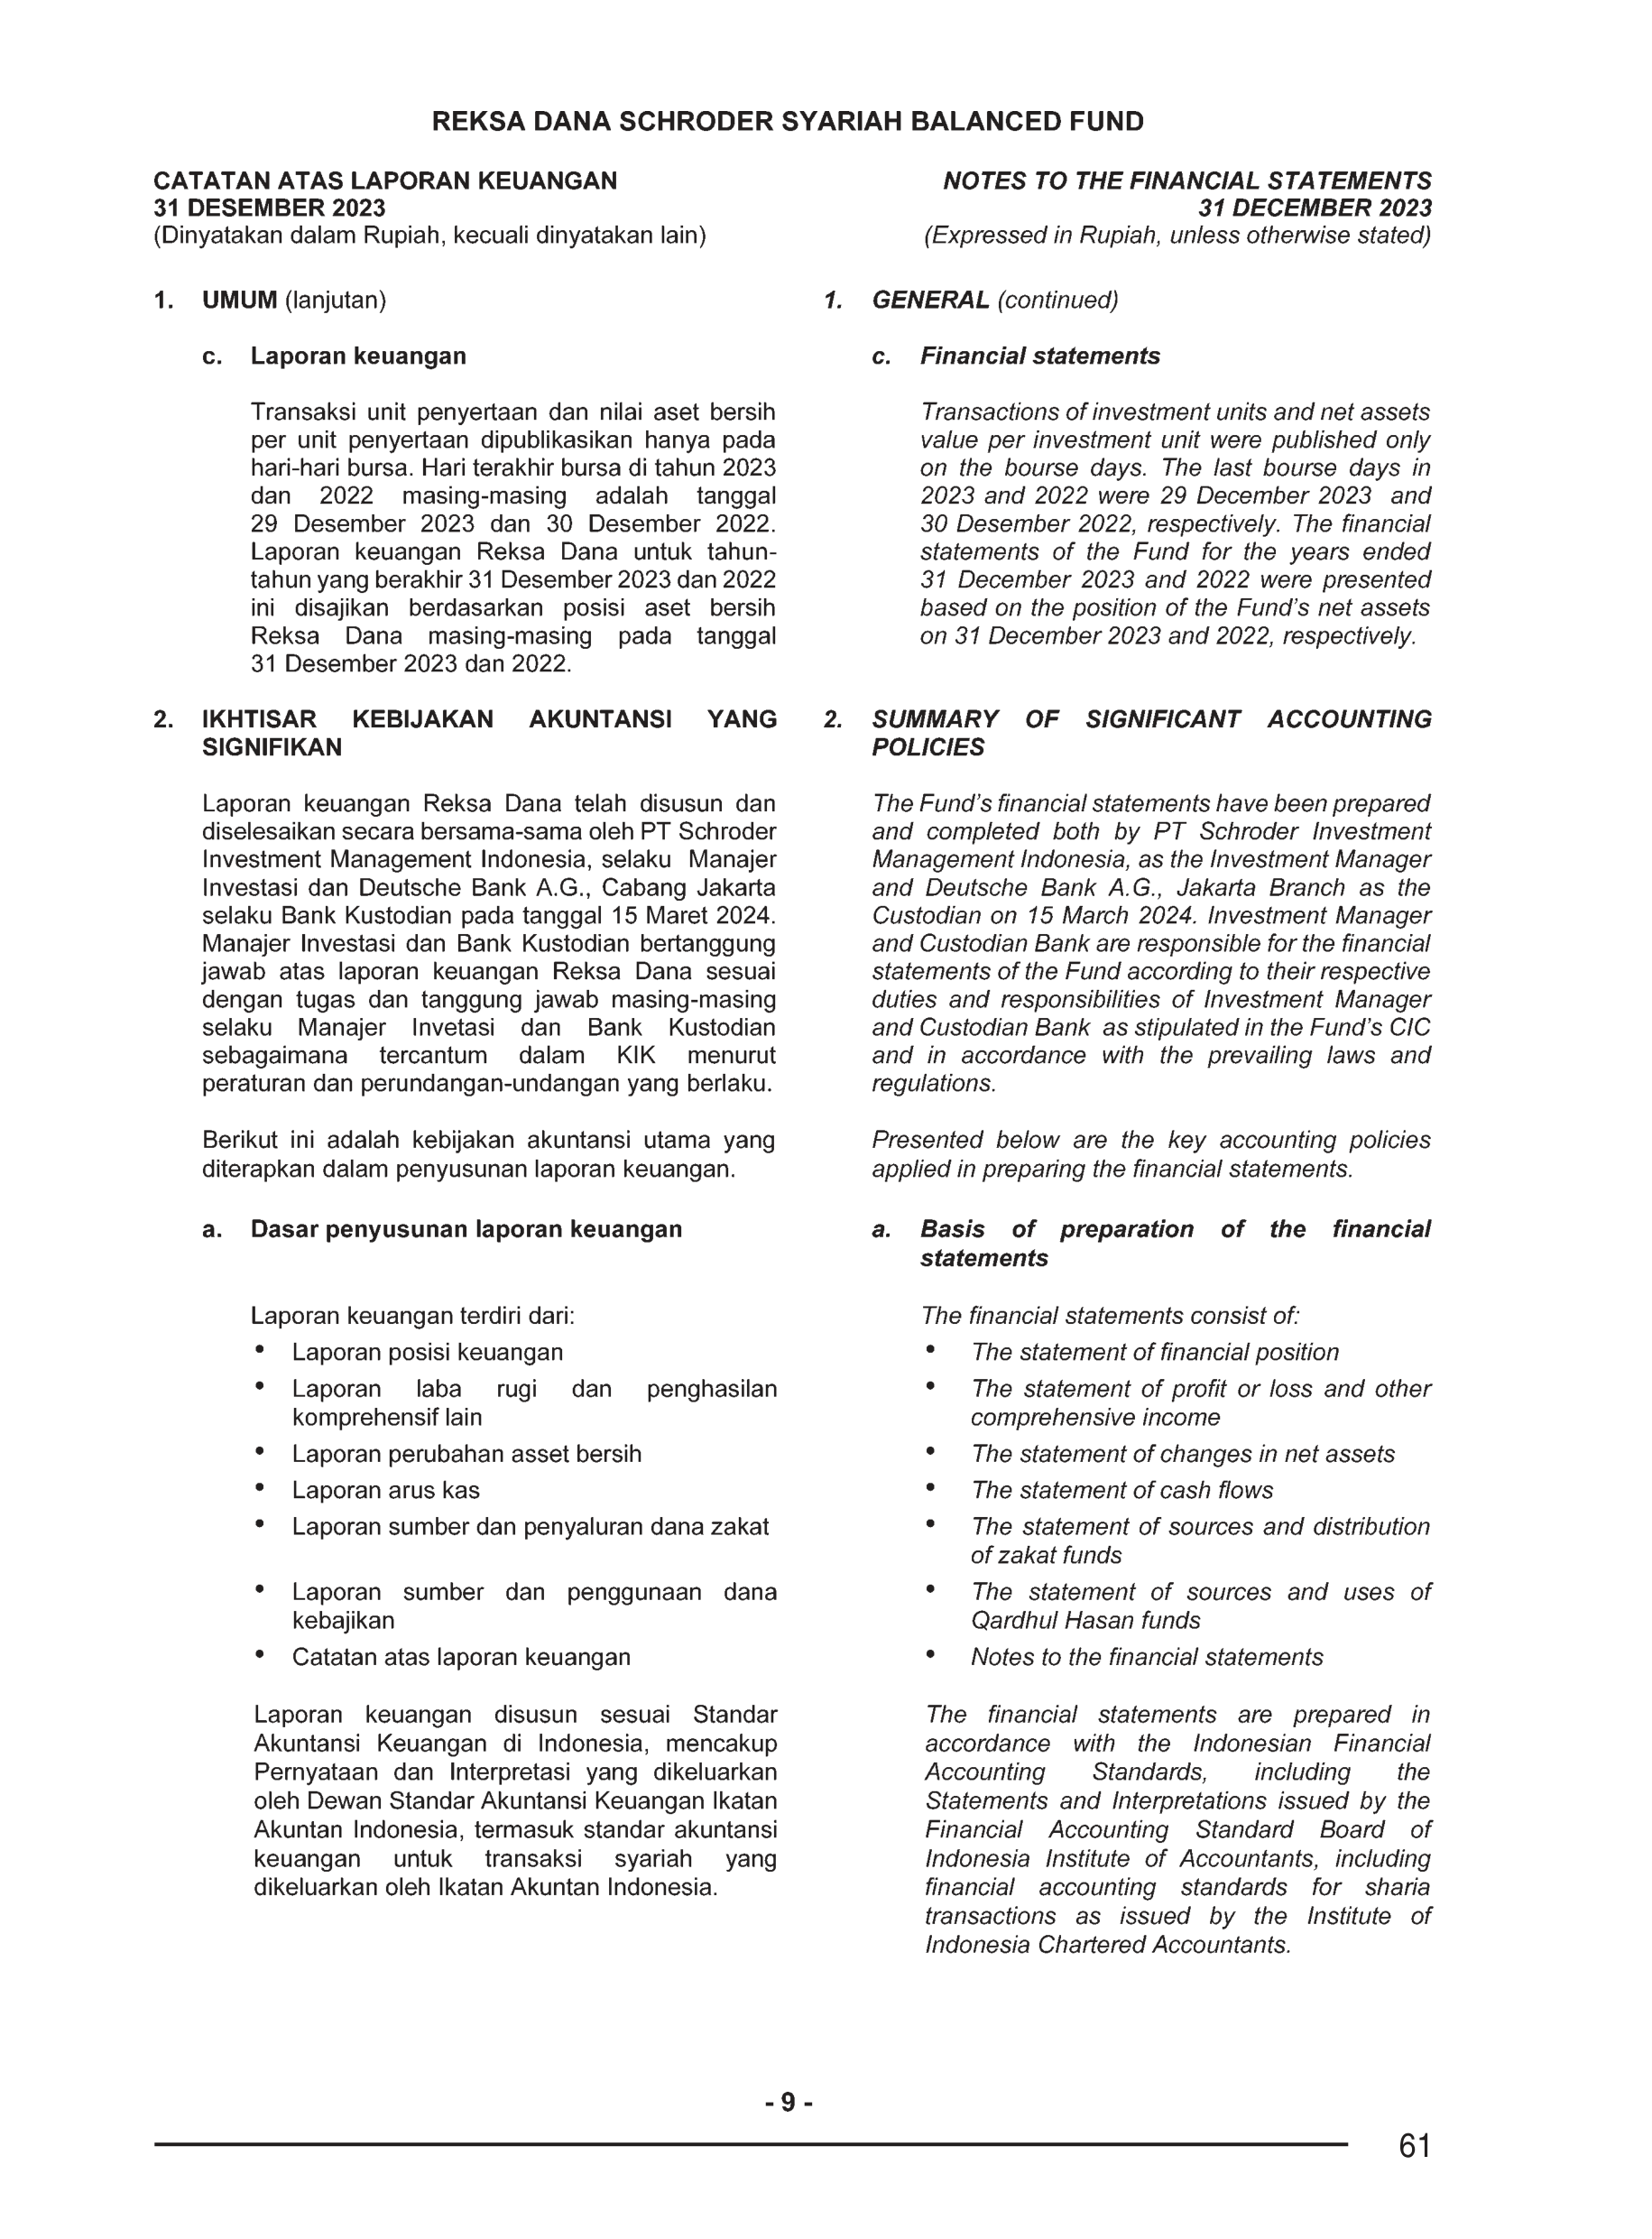 REKSA DANA SCHRODER SYARIAH BALANCED FUND
CATATAN ATAS LAPORAN KEUANGAN
31 DESEMBER 2023
(Dinyatakan dalam Rupiah, kecuali dinyatakan lain)
NOTES TO THE FINANCIAL STATEMENTS
31 DECEMBER 2023
(Expressed in Rupiah, unless otherwise stated)
1. UMUM (lanjutan)
c. Laporan keuangan
Transaksi unit penyertaan dan nilai aset bersih
per unit penyertaan dipublikasikan hanya pada
hari-hari bursa. Hari terakhir bursa di tahun 2023
dan 2022 masing-masing adalah tanggal
29 Desember 2023 dan 30 Desember 2022.
Laporan keuangan Reksa Dana untuk tahun-
tahun yang berakhir 31 Desember 2023 dan 2022
ini disajikan berdasarkan posisi aset bersih
Reksa Dana masing-masing pada tanggal
31 Desember 2023 dan 2022.
2. IKHTISAR KEBIJAKAN AKUNTANSI YANG
SIGNIFIKAN
Laporan keuangan Reksa Dana telah disusun dan
diselesaikan secara bersama-sama oleh PT Schroder
Investment Management Indonesia, selaku Manajer
Investasi dan Deutsche Bank A.G., Cabang Jakarta
selaku Bank Kustodian pada tanggal 15 Maret 2024.
Manajer Investasi dan Bank Kustodian bertanggung
jawab atas laporan keuangan Reksa Dana sesuai
dengan tugas dan tanggung jawab masing-masing
selaku Manajer Invetasi dan Bank Kustodian
sebagaimana tercantum dalam KIK menurut
peraturan dan perundangan-undangan yang berlaku.
Berikut ini adalah kebijakan akuntansi utama yang
diterapkan dalam penyusunan laporan keuangan.
a. Dasar penyusunan laporan keuangan
Laporan keuangan terdiri dari:
• Laporan posisi keuangan
• Laporan laba rugi dan penghasilan
komprehensif lain
• Laporan perubahan asset bersih
• Laporan arus kas
• Laporan sumber dan penyaluran dana zakat
• Laporan sumber dan penggunaan dana
kebajikan
• Catatan atas laporan keuangan
Laporan keuangan disusun sesuai Standar
Akuntansi Keuangan di Indonesia, mencakup
Pernyataan dan Interpretasi yang dikeluarkan
oleh Dewan Standar Akuntansi Keuangan Ikatan
Akuntan Indonesia, termasuk standar akuntansi
keuangan untuk transaksi syariah yang
dikeluarkan oleh Ikatan Akuntan Indonesia.
1. GENERAL (continued)
c. Financial statements
Transactions of investment units and net assets
value per investment unit were published only
on the bourse days. The last bourse days in
2023 and 2022 were 29 December 2023 and
30 Desember 2022, respectively. The financial
statements of the Fund for the years ended
31 December 2023 and 2022 were presented
based on the position of the Fund's net assets
on 31 December 2023 and 2022, respectively.
2. SUMMARY OF SIGNIFICANT ACCOUNTING
POLICIES
The Fund's financial statements have been prepared
and completed both by PT Schroder Investment
Management Indonesia, as the Investment Manager
and Deutsche Bank A.G., Jakarta Branch as the
Custodian on 15 March 2024. Investment Manager
and Custodian Bank are responsible for the financial
statements of the Fund according to their respective
duties and responsibilities of Investment Manager
and Custodian Bank as stipulated in the Fund's CIC
and in accordance with the prevailing laws and
regulations.
Presented below are the key accounting policies
applied in preparing the financial statements.
a. Basis of preparation of the financial
statements
The financial statements consist of:
• The statement of financial position
• The statement of profit or loss and other
comprehensive income
• The statement of changes in net assets
• The statement of cash flows
• The statement of sources and distribution
of zakat funds
• The statement of sources and uses of
Qardhul Hasan funds
• Notes to the financial statements
The financial statements are prepared in
accordance with the Indonesian Financial
Accounting Standards, including the
Statements and Interpretations issued by the
Financial Accounting Standard Board of
Indonesia Institute of Accountants, including
financial accounting standards for sharia
transactions as issued by the Institute of
Indonesia Chartered Accountants.
- 9 -
61